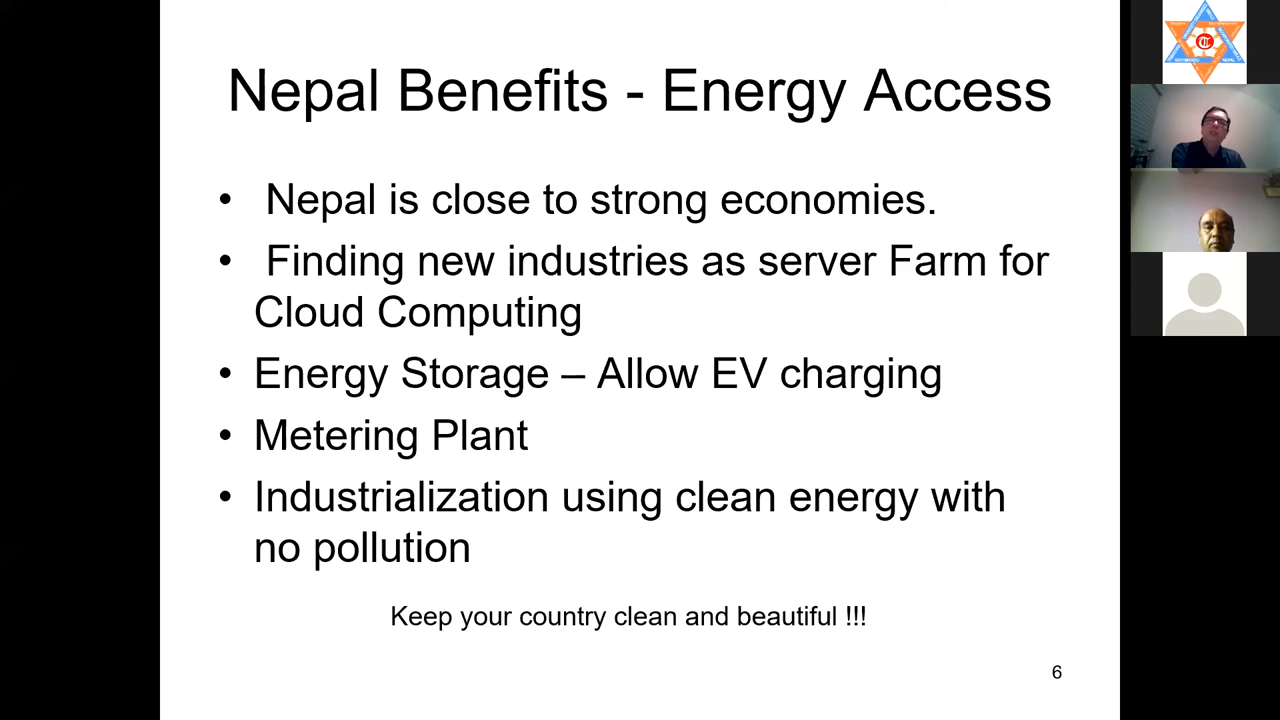 Nepal Benefits - Energy Access
• Nepal is close to strong economies.
• Finding new industries as server Farm for
Cloud Computing
• Energy Storage – Allow EV charging
• Metering Plant
• Industrialization using clean energy with
no pollution
Keep your country clean and beautiful !!!
6